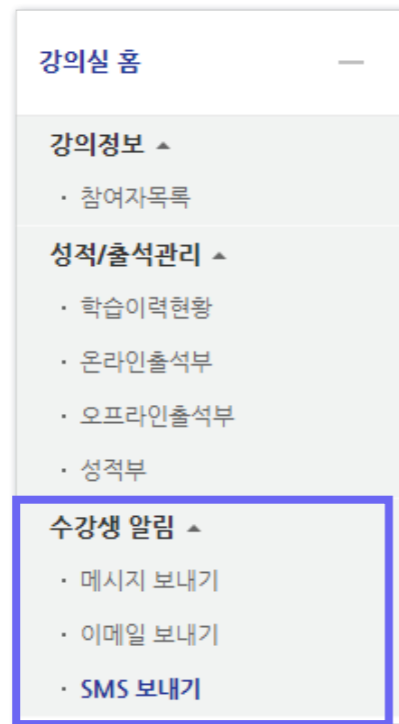 강의실 홈
강의정보
· 참여자목록
성적/출석관리
· 학습이력현황
· 온라인출석부
· 오프라인출석부
· 성적부
수강생 알림
· 메시지 보내기
· 이메일 보내기
· SMS 보내기